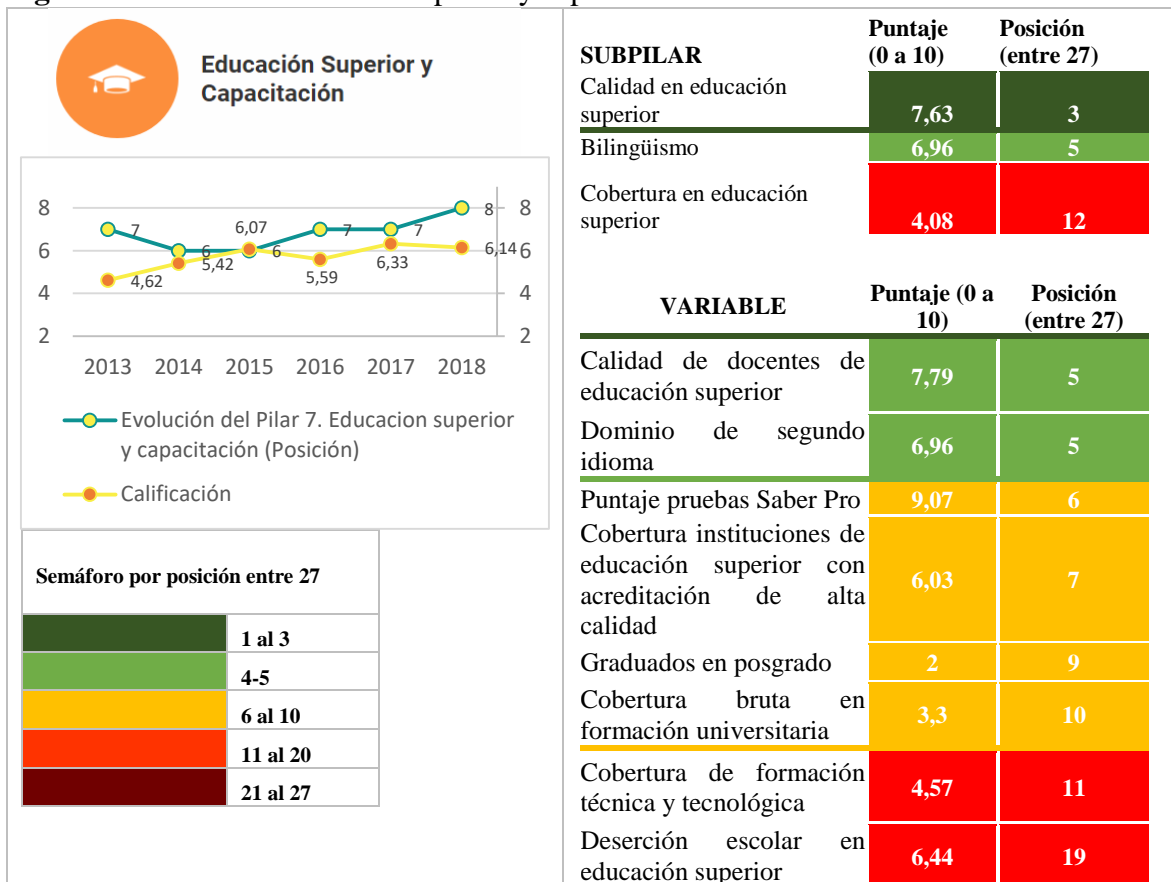 Educación Superior y
Capacitación
8
6
4
2
8
6
4
2
7
6
6
7
7
8
4,62
5,42
6,07
5,59
6,33
6,14
2013 2014 2015 2016 2017 2018
Evolución del Pilar 7. Educacion superior
y capacitación (Posición)
Calificación
Semáforo por posición entre 27
1 al 3
4-5
6 al 10
11 al 20
21 al 27
SUBPILAR Puntaje (0 a 10) Posición (entre 27)
Calidad en educación
superior 7,63 3
Bilingüismo 6,96 5
Cobertura en educación
superior 4,08 12
VARIABLE Puntaje (0 a 10) Posición (entre 27)
Calidad de docentes de
educación superior 7,79 5
Dominio de segundo
idioma 6,96 5
Puntaje pruebas Saber Pro 9,07 6
Cobertura instituciones de
educación superior con
acreditación de alta
calidad 6,03 7
Graduados en posgrado 2 9
Cobertura bruta en
formación universitaria 3,3 10
Cobertura de formación
técnica y tecnológica 4,57 11
Deserción escolar en
educación superior 6,44 19